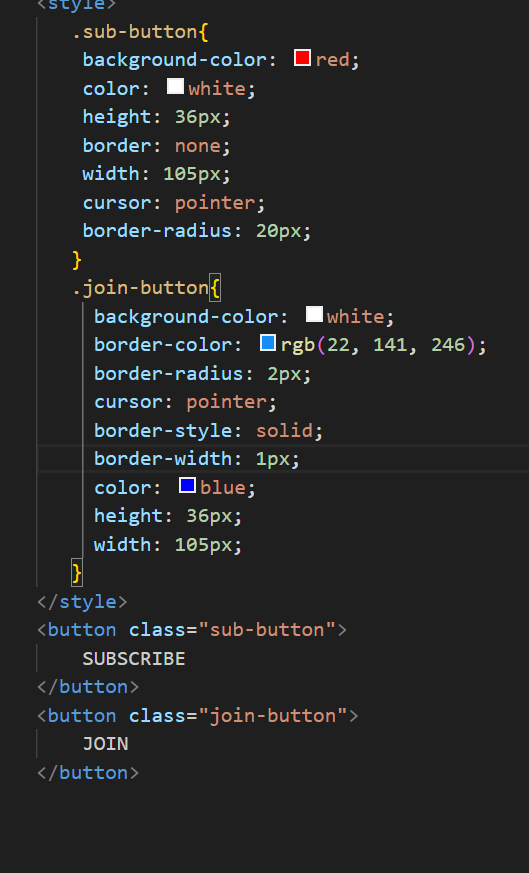 <style>
.sub-button{
background-color: red;
color: white;
height: 36px;
border: none;
width: 105px;
cursor: pointer;
border-radius: 20px;
}
.join-button{
background-color: white;
border-color: rgb(22, 141, 246);
border-radius: 2px;
cursor: pointer;
border-style: solid;
border-width: 1px;
color: blue;
height: 36px;
width: 105px;
}
</style>
<button class="sub-button">
SUBSCRIBE
</button>
<button class="join-button">
JOIN
</button>